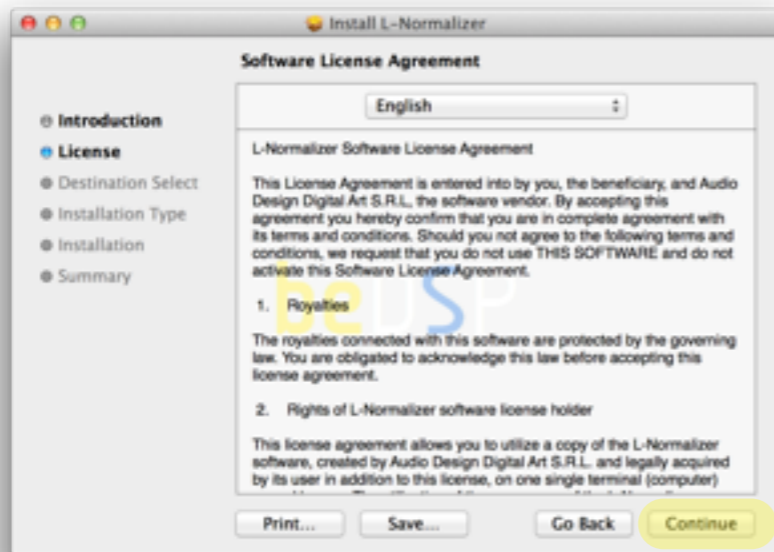 Install L-Normalizer
Software License Agreement
Introduction
License
Destination Select
Installation Type
Installation
Summary
English
L-Normalizer Software License Agreement
This License Agreement is entered into by you, the beneficiary, and Audio
Design Digital Art S.R.L, the software vendor. By accepting this
agreement you hereby confirm that you are in complete agreement with
its terms and conditions. Should you not agree to the following terms and
conditions, we request that you do not use THIS SOFTWARE and do not
activate this Software License Agreement.
beDSP
1. Royalties
The royalties connected with this software are protected by the governing
law. You are obligated to acknowledge this law before accepting this
license agreement.
2. Rights of L-Normalizer software license holder
This license agreement allows you to utilize a copy of the L-Normalizer
software, created by Audio Design Digital Art S.R.L. and legally acquired
by its user in addition to this license, on one single terminal (computer)
Print...
Save...
Go Back
Continue